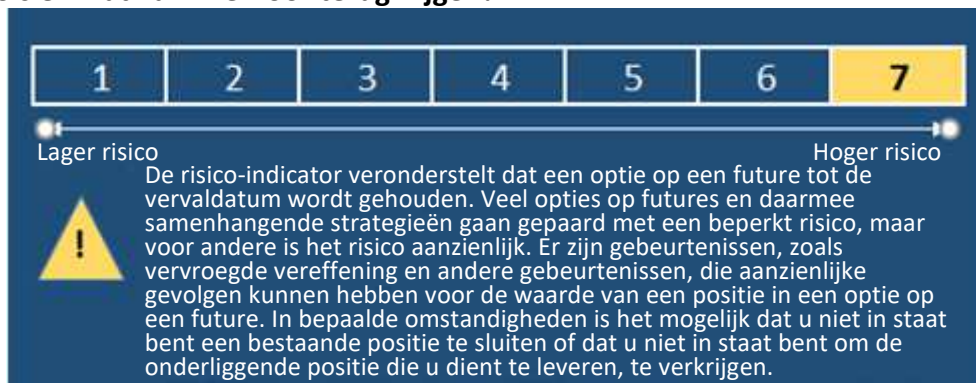 1 2 3 4 5 6 7
Lager risico Hoger risico
De risico-indicator veronderstelt dat een optie op een future tot de
vervaldatum wordt gehouden. Veel opties op futures en daarmee
samenhangende strategieën gaan gepaard met een beperkt risico, maar
voor andere is het risico aanzienlijk. Er zijn gebeurtenissen, zoals
vervroegde vereffening en andere gebeurtenissen, die aanzienlijke
gevolgen kunnen hebben voor de waarde van een positie in een optie op
een future. In bepaalde omstandigheden is het mogelijk dat u niet in staat
bent een bestaande positie te sluiten of dat u niet in staat bent om de
onderliggende positie die u dient te leveren, te verkrijgen.